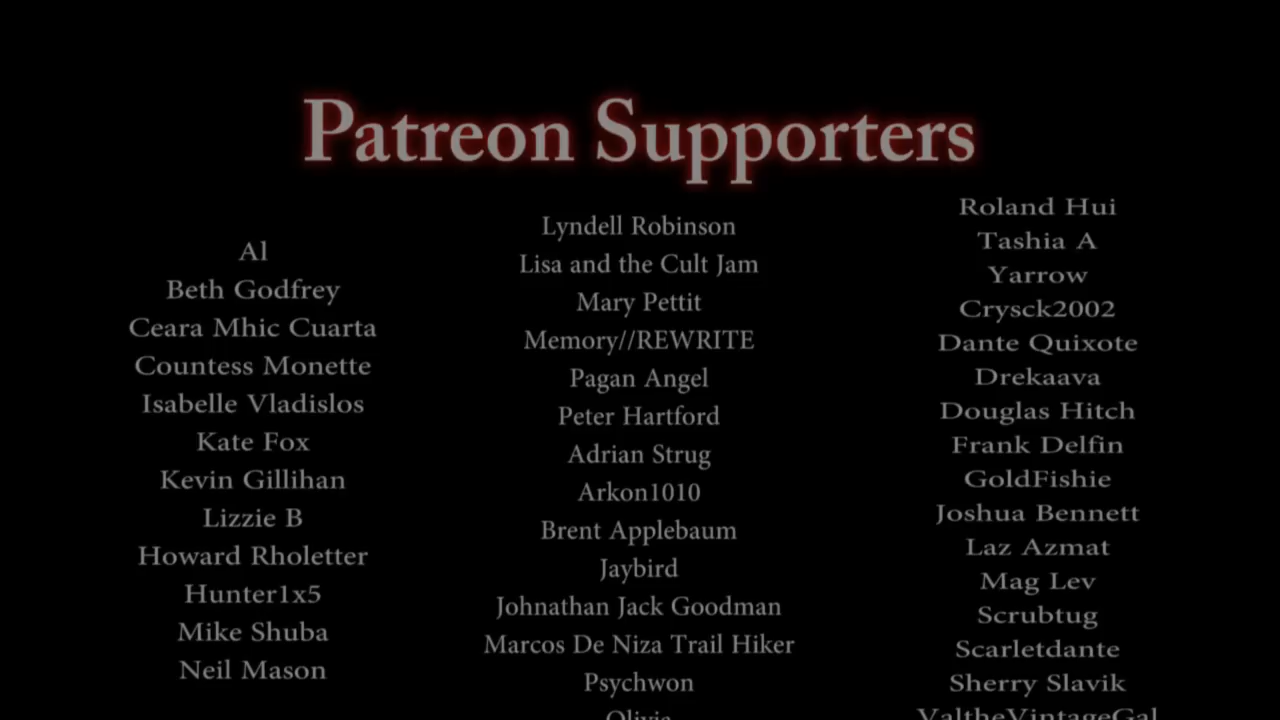 Patreon Supporters
Al
Beth Godfrey
Ceara Mhic Cuarta
Countess Monette
Isabelle Vladislos
Kate Fox
Kevin Gillihan
Lizzie B
Howard Rholetter
Hunter1x5
Mike Shuba
Neil Mason
Lyndell Robinson
Lisa and the Cult Jam
Mary Pettit
Memory//REWRITE
Pagan Angel
Peter Hartford
Adrian Strug
Arkon1010
Brent Applebaum
Jaybird
Johnathan Jack Goodman
Marcos De Niza Trail Hiker
Psychwon
Olivia
Roland Hui
Tashia A
Yarrow
Crysck2002
Dante Quixote
Drekaava
Douglas Hitch
Frank Delfin
GoldFishie
Joshua Bennett
Laz Azmat
Mag Lev
Scrubtug
Scarletdante
Sherry Slavik
ValtheVintageGal